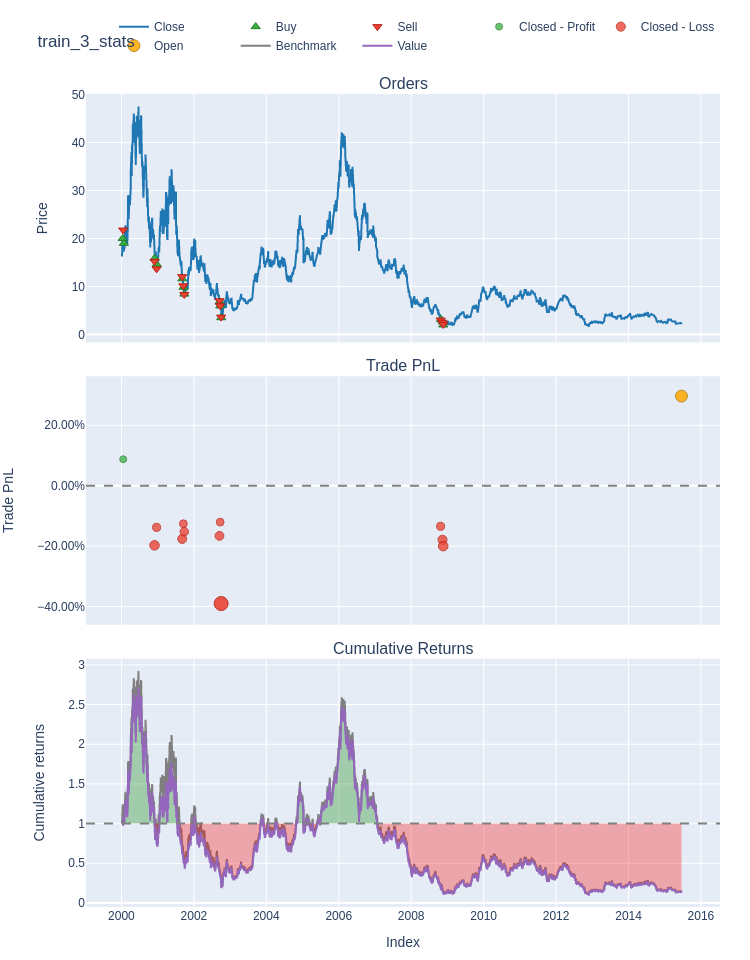 Close Buy Sell Closed - Profit Closed - Loss
train_3_stats Open Benchmark Value
Orders
Price
50
40
30
20
10
0
Trade PnL
Trade PnL
20.00%
0.00%
−20.00%
−40.00%
Cumulative Returns
Cumulative returns
3
2.5
2
1.5
1
0.5
0
2000 2002 2004 2006 2008 2010 2012 2014 2016
Index